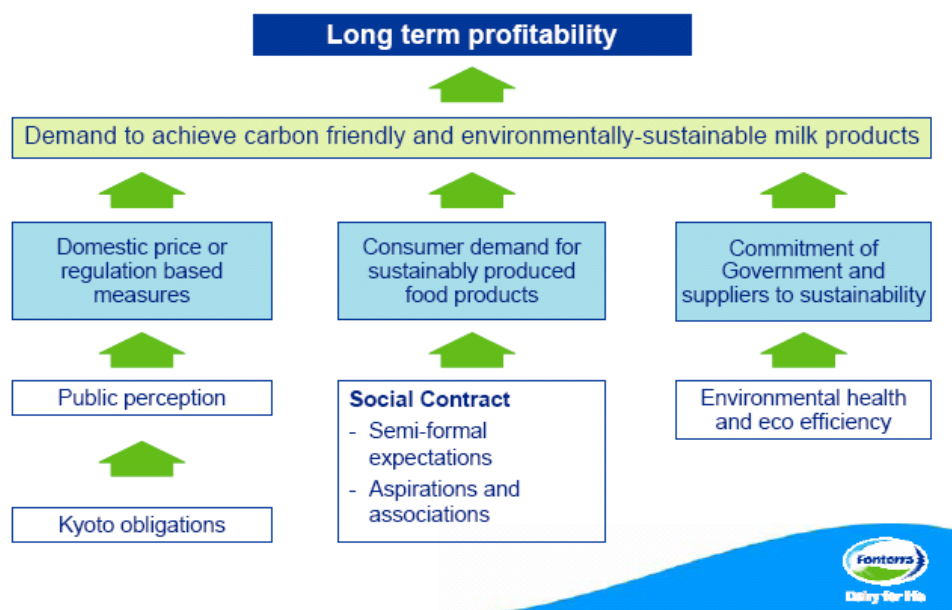 Long term profitability
Demand to achieve carbon friendly and environmentally-sustainable milk products
Domestic price or
regulation based
measures
Consumer demand for
sustainably produced
food products
Commitment of
Government and
suppliers to sustainability
Public perception
Social Contract
- Semi-formal
expectations
- Aspirations and
associations
Environmental health
and eco efficiency
Kyoto obligations
Fonterra
Dairy for life